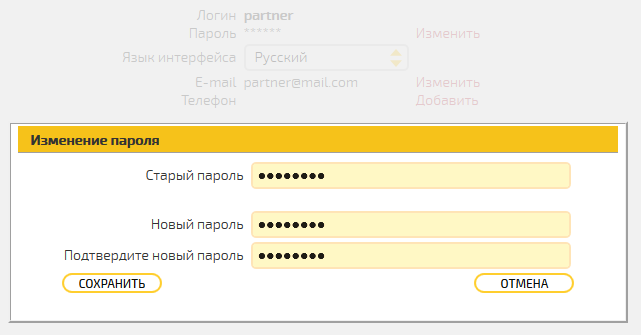 Логин partner
Пароль ****** Изменить
Язык интерфейса Русский
E-mail partner@mail.com Изменить
Телефон Добавить
Изменение пароля
Старый пароль ●●●●●●●●
Новый пароль ●●●●●●●●
Подтвердите новый пароль ●●●●●●●●
СОХРАНИТЬ ОТМЕНА